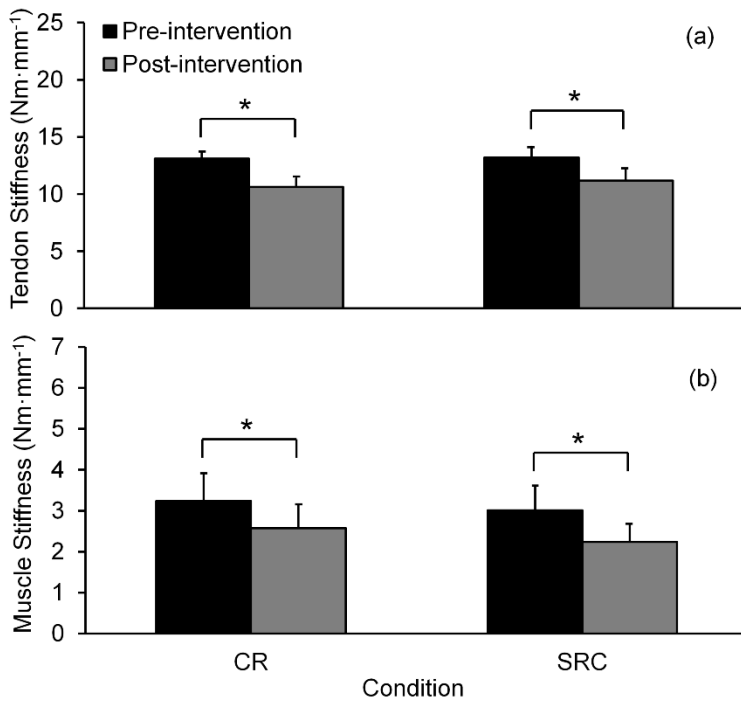 (a)
Pre-intervention
Post-intervention
Tendon Stiffness (Nm·mm⁻¹)
25
20
15
10
5
0
*
*
(b)
Muscle Stiffness (Nm·mm⁻¹)
7
6
5
4
3
2
1
0
*
*
CR
SRC
Condition